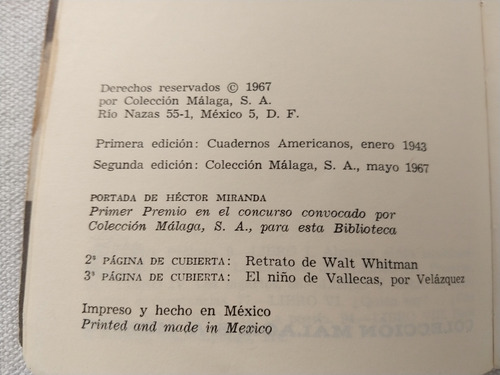 Derechos reservados © 1967
por Colección Málaga, S. A.
Río Nazas 55-1, México 5, D. F.
Primera edición: Cuadernos Americanos, enero 1943
Segunda edición: Colección Málaga, S. A., mayo 1967
PORTADA DE HÉCTOR MIRANDA
Primer Premio en el concurso convocado por
Colección Málaga, S. A., para esta Biblioteca
2ª PÁGINA DE CUBIERTA: Retrato de Walt Whitman
3ª PÁGINA DE CUBIERTA: El niño de Vallecas, por Velázquez
Impreso y hecho en México
Printed and made in Mexico